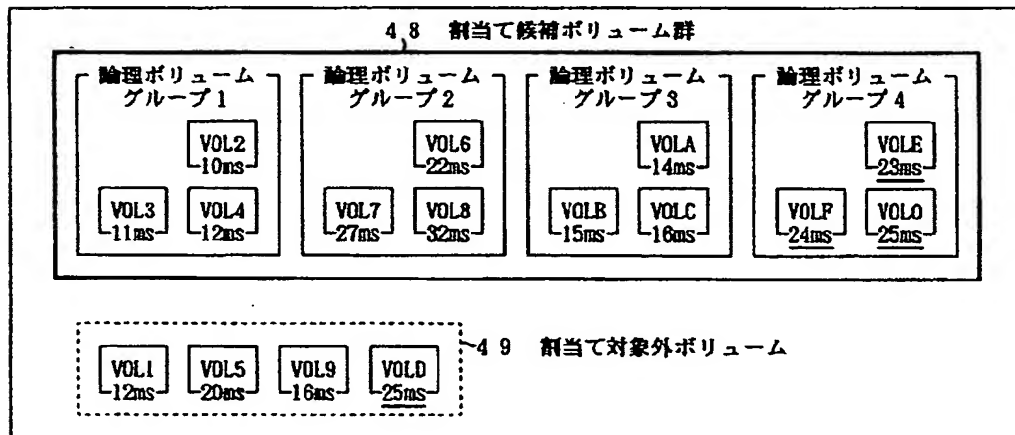 48 割当て候補ボリューム群
論理ボリューム 論理ボリューム 論理ボリューム 論理ボリューム
グループ1 グループ2 グループ3 グループ4
VOL2 VOL6 VOLA VOLE
10ms 22ms 14ms 23ms
VOL3 VOL4 VOL7 VOL8 VOLB VOLC VOLF VOL0
11ms 12ms 27ms 32ms 15ms 16ms 24ms 25ms
49 割当て対象外ボリューム
VOL1 VOL5 VOL9 VOLD
12ms 20ms 16ms 25ms